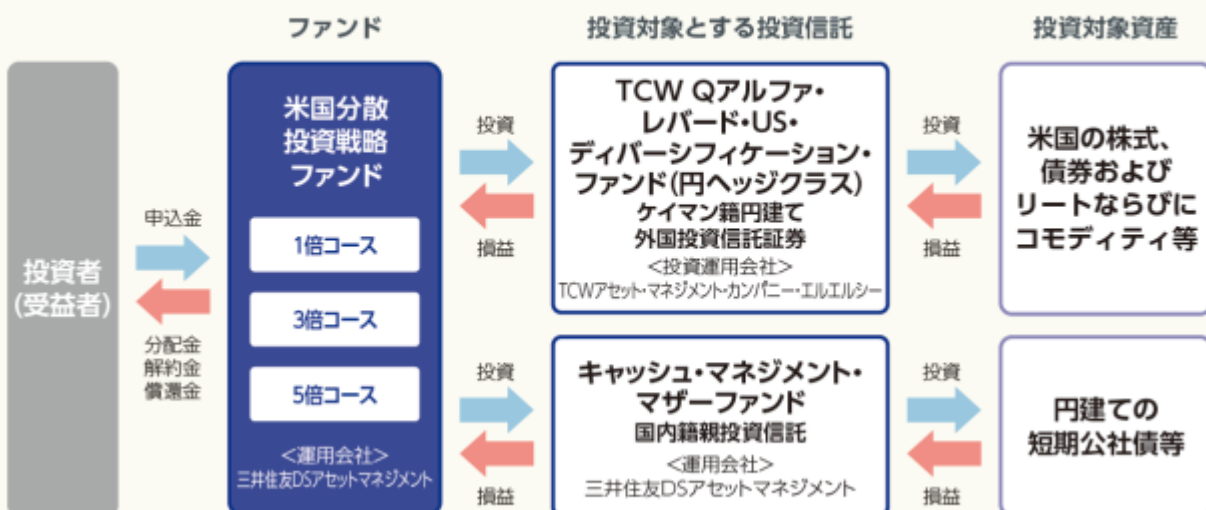 ファンド
投資対象とする投資信託
投資対象資産
投資者
(受益者)
申込金
分配金
解約金
償還金
米国分散
投資戦略
ファンド
1倍コース
3倍コース
5倍コース
＜運用会社＞
三井住友DSアセットマネジメント
投資
損益
TCW Qアルファ・
レバード・US・
ディバーシフィケーション・
ファンド(円ヘッジクラス)
ケイマン籍円建て
外国投資信託証券
＜投資運用会社＞
TCWアセット・マネジメント・カンパニー・エルエルシー
投資
損益
米国の株式、
債券および
リートならびに
コモディティ等
投資
損益
キャッシュ・マネジメント・
マザーファンド
国内籍親投資信託
＜運用会社＞
三井住友DSアセットマネジメント
投資
損益
円建ての
短期公社債等